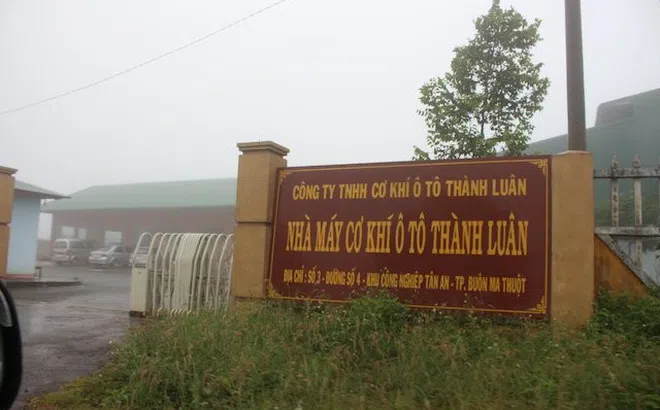 CÔNG TY TNHH CƠ KHÍ Ô TÔ THÀNH LUÂN
NHÀ MÁY CƠ KHÍ Ô TÔ THÀNH LUÂN
ĐỊA CHỈ : SỐ 3 - ĐƯỜNG SỐ 4 - KHU CÔNG NGHIỆP TÂN AN - TP. BUÔN MA THUỘT